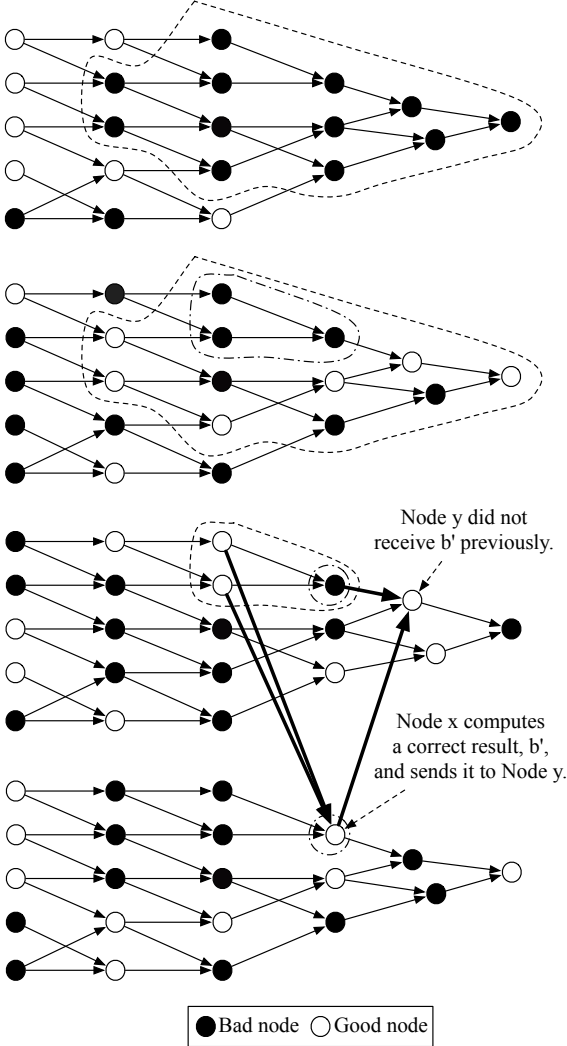 Node y did not
receive b' previously.
Node x computes
a correct result, b',
and sends it to Node y.
Bad node Good node